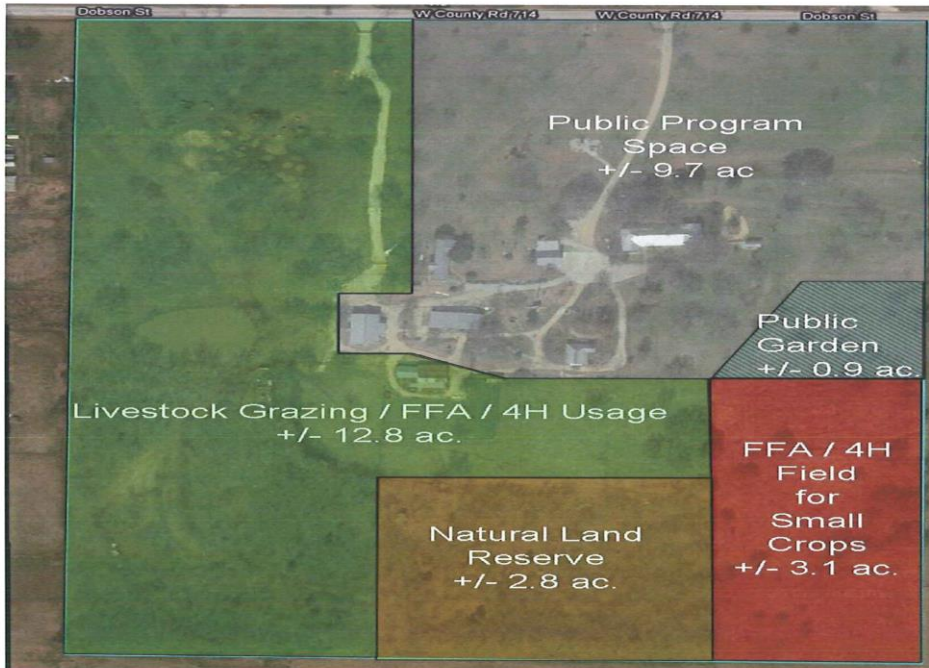 Dobson St
W County Rd 714
W County Rd 714
Dobson St
Public Program
Space
+/- 9.7 ac
Public
Garden
+/- 0.9 ac.
Livestock Grazing / FFA / 4H Usage
+/- 12.8 ac.
FFA / 4H
Field
for
Small
Crops
+/- 3.1 ac.
Natural Land
Reserve
+/- 2.8 ac.